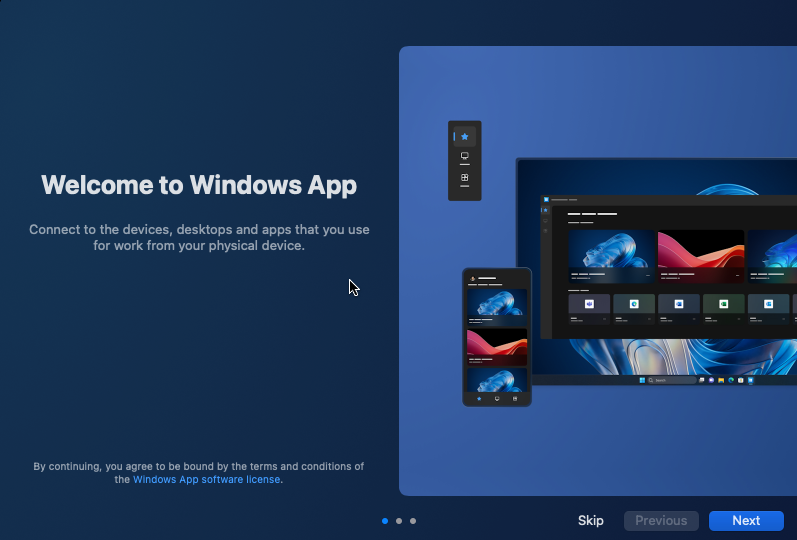 Welcome to Windows App
Connect to the devices, desktops and apps that you use
for work from your physical device.
By continuing, you agree to be bound by the terms and conditions of
the Windows App software license.
Search
Skip
Previous
Next